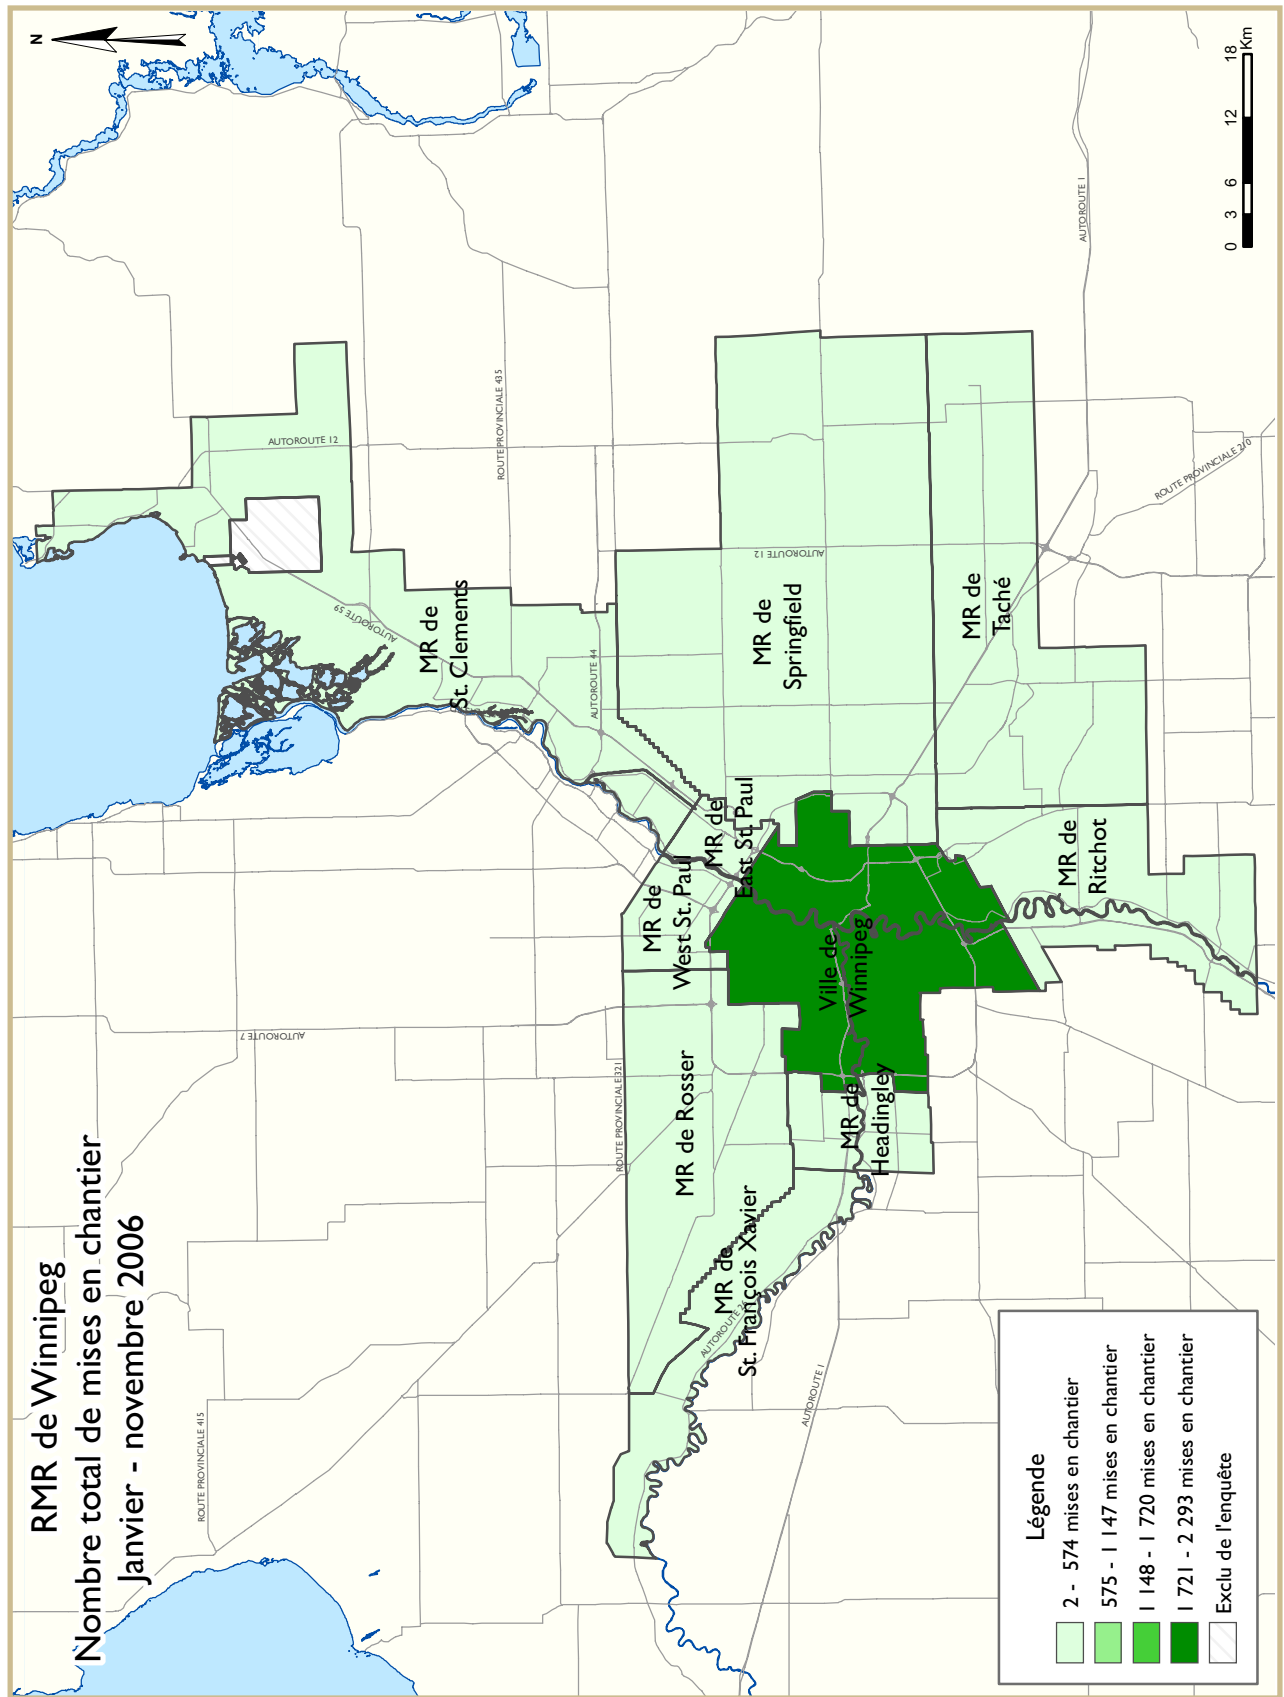 RMR de Winnipeg
Nombre total de mises en chantier
Janvier - novembre 2006
N
ROUTE PROVINCIALE 415
AUTOROUTE 7
ROUTE PROVINCIALE 321
AUTOROUTE 12
ROUTE PROVINCIALE 435
AUTOROUTE 59
MR de
St. Clements
AUTOROUTE 44
MR de
West St. Paul
MR de
East St. Paul
MR de Rosser
MR de
St. François Xavier
AUTOROUTE 26
AUTOROUTE 1
MR de
Springfield
AUTOROUTE 12
Ville de
Winnipeg
MR de
Headingley
MR de
Taché
MR de
Ritchot
AUTOROUTE 1
ROUTE PROVINCIALE 210
Légende
2 - 574 mises en chantier
575 - 1 147 mises en chantier
1 148 - 1 720 mises en chantier
1 721 - 2 293 mises en chantier
Exclu de l'enquête
0 3 6 12 18
Km